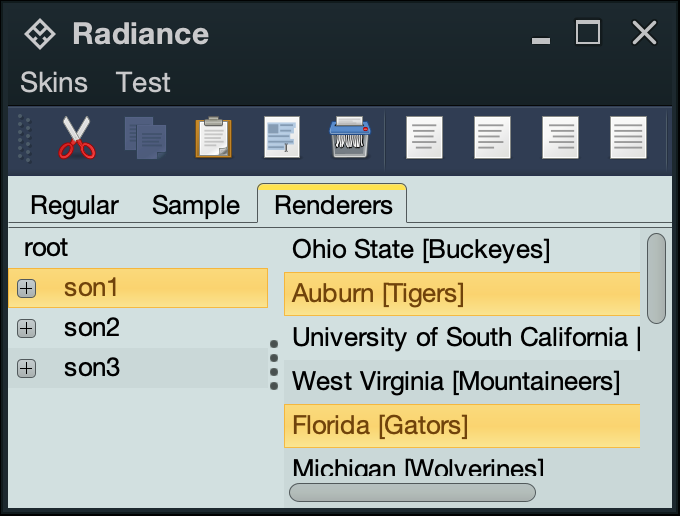 Radiance
Skins Test
Regular Sample Renderers
root
son1
son2
son3
Ohio State [Buckeyes]
Auburn [Tigers]
University of South California [
West Virginia [Mountaineers]
Florida [Gators]
Michigan [Wolverines]